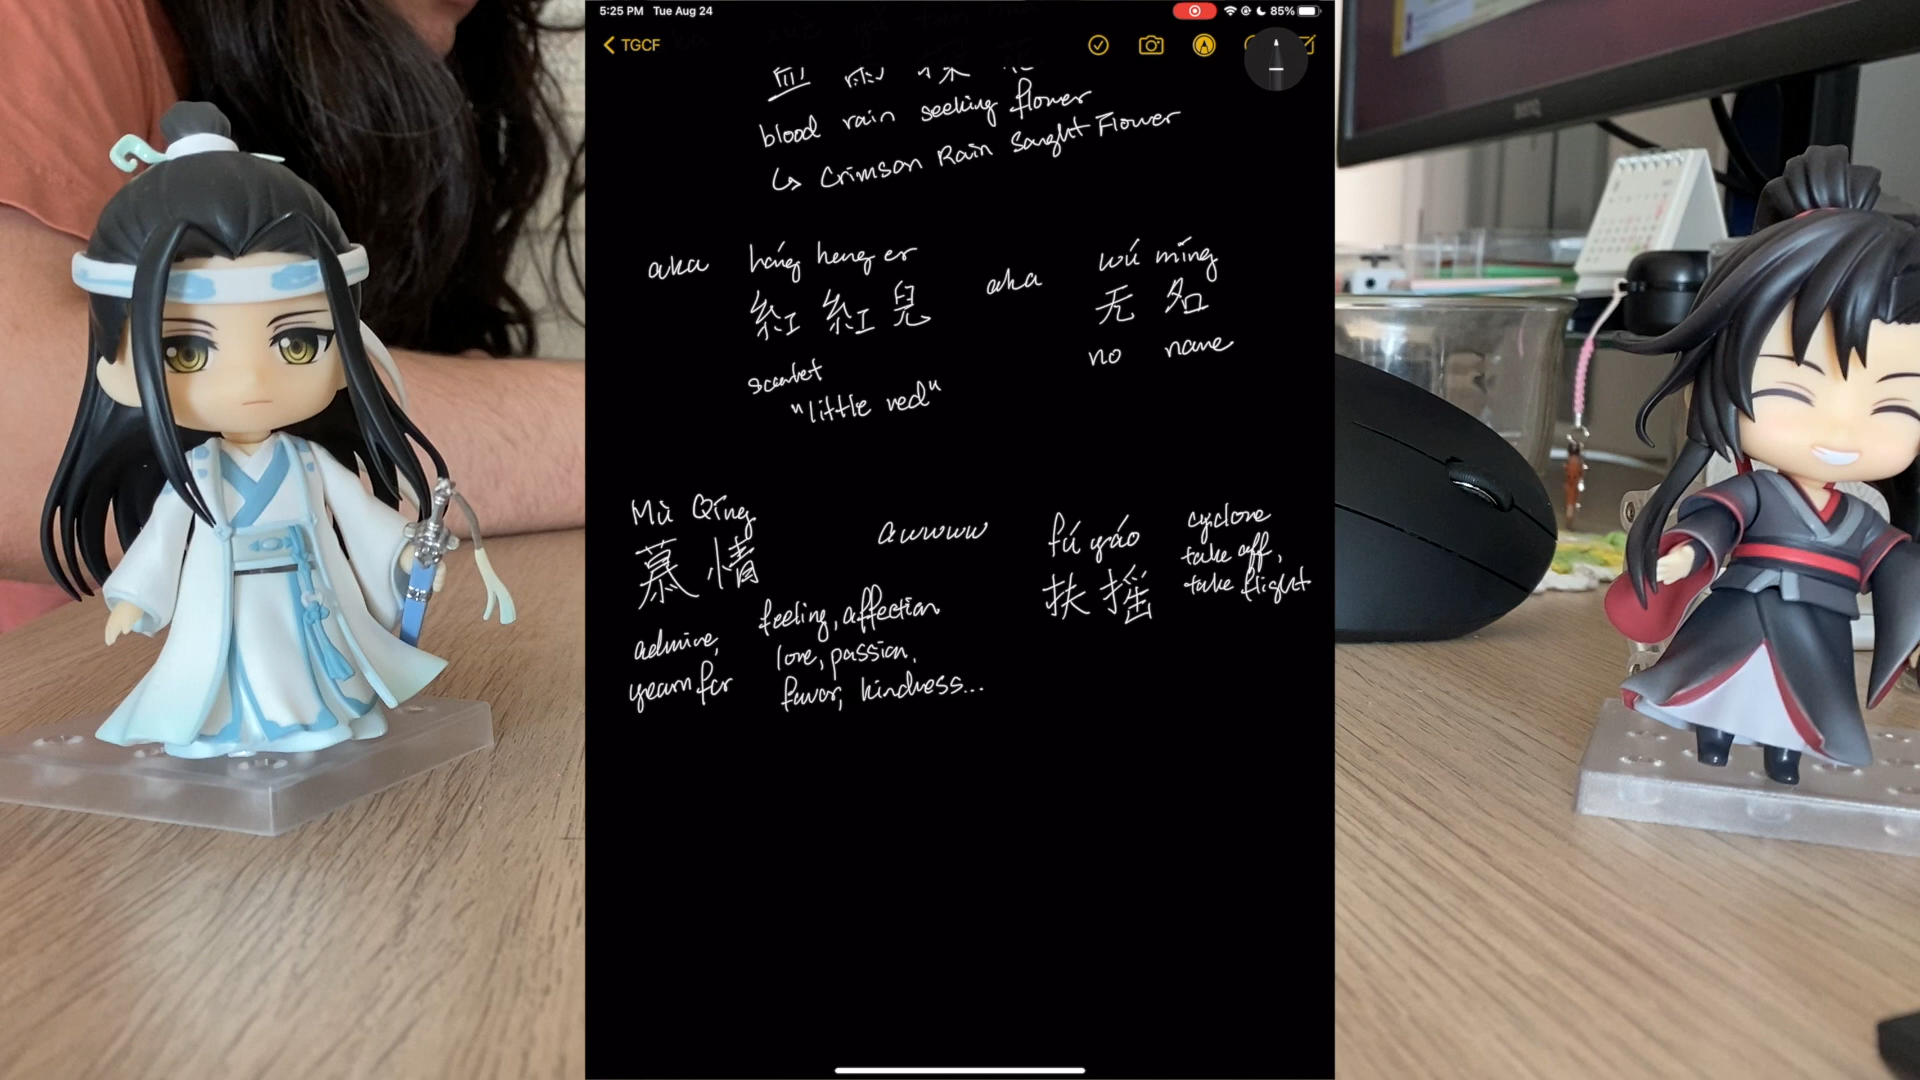 5:25 PM Tue Aug 24
85%
TGCF
blood rain seeking flower
↳ Crimson Rain Sought Flower
aka
hóng hong er
紅 紅 兒
scarlet
"little red"
aka
wú míng
无 名
no name
Mù Qíng
慕 情
admire,
yearn for
feeling, affection
love, passion,
favor, kindness...
awwww
fú yáo
扶 摇
cyclone
take off,
take flight